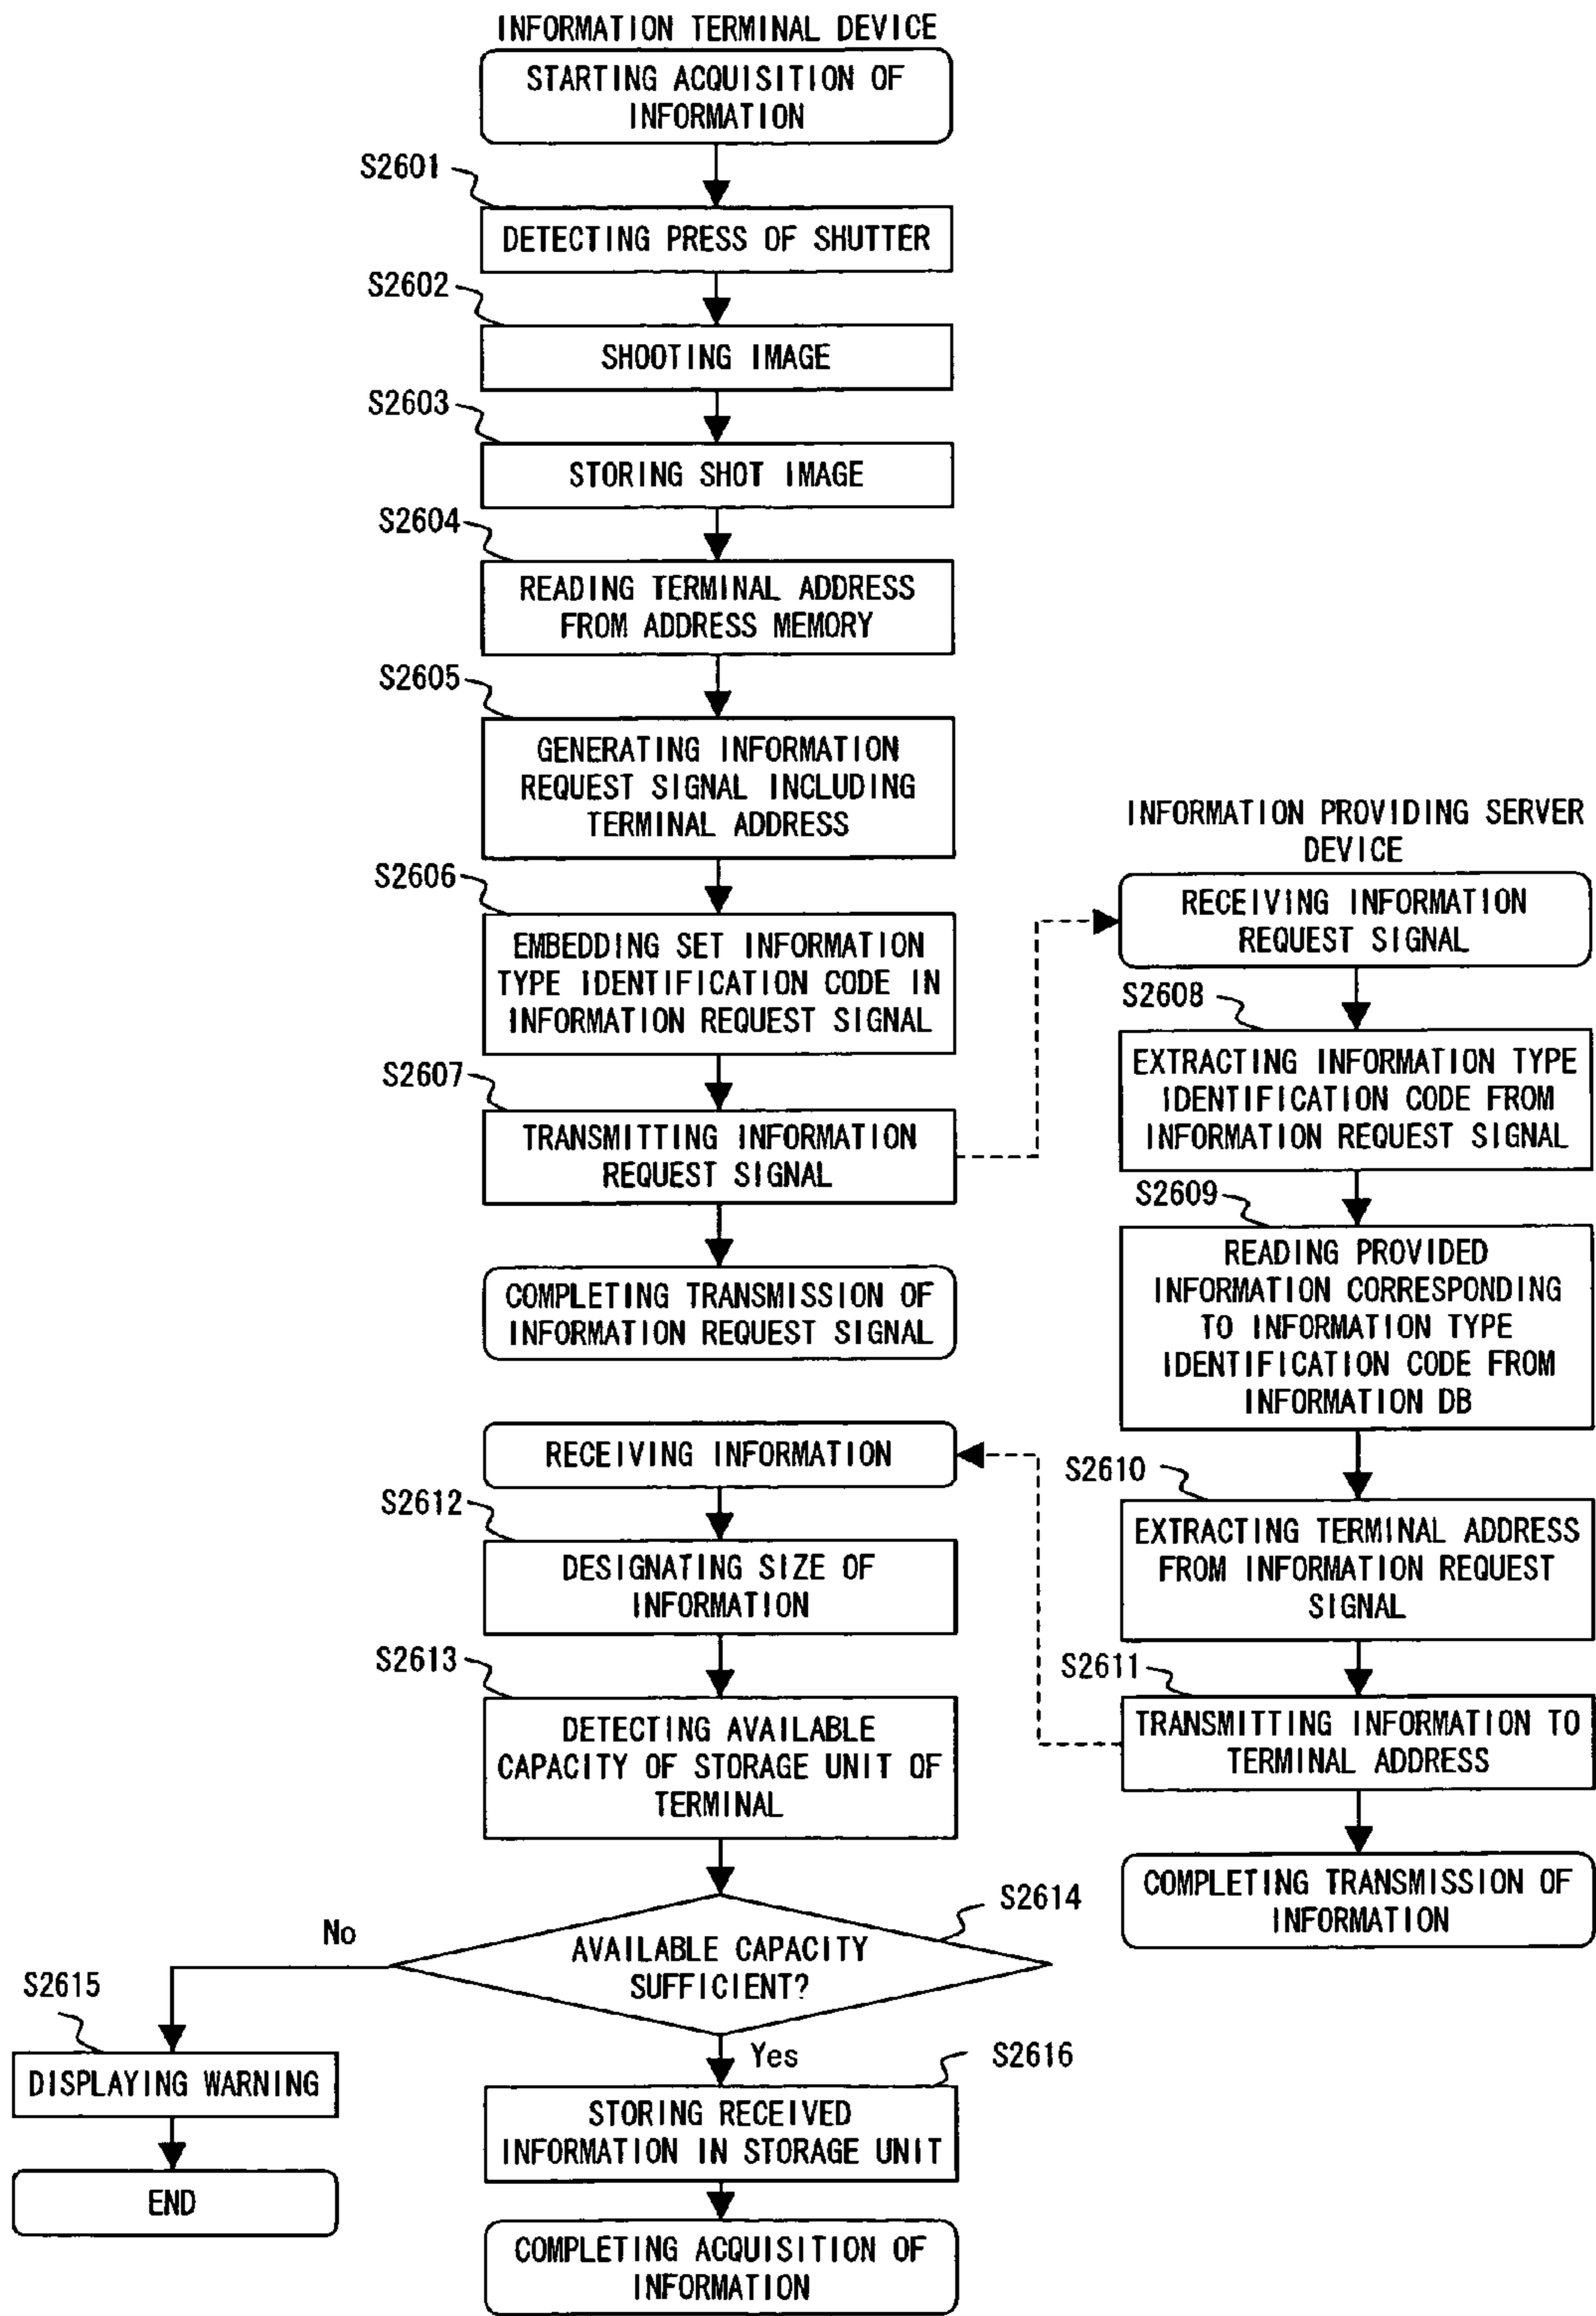 INFORMATION TERMINAL DEVICE
STARTING ACQUISITION OF
INFORMATION
S2601
DETECTING PRESS OF SHUTTER
S2602
SHOOTING IMAGE
S2603
STORING SHOT IMAGE
S2604
READING TERMINAL ADDRESS
FROM ADDRESS MEMORY
S2605
GENERATING INFORMATION
REQUEST SIGNAL INCLUDING
TERMINAL ADDRESS
S2606
EMBEDDING SET INFORMATION
TYPE IDENTIFICATION CODE IN
INFORMATION REQUEST SIGNAL
S2607
TRANSMITTING INFORMATION
REQUEST SIGNAL
COMPLETING TRANSMISSION OF
INFORMATION REQUEST SIGNAL
INFORMATION PROVIDING SERVER
DEVICE
RECEIVING INFORMATION
REQUEST SIGNAL
S2608
EXTRACTING INFORMATION TYPE
IDENTIFICATION CODE FROM
INFORMATION REQUEST SIGNAL
S2609
READING PROVIDED
INFORMATION CORRESPONDING
TO INFORMATION TYPE
IDENTIFICATION CODE FROM
INFORMATION DB
S2610
EXTRACTING TERMINAL ADDRESS
FROM INFORMATION REQUEST
SIGNAL
S2611
TRANSMITTING INFORMATION TO
TERMINAL ADDRESS
COMPLETING TRANSMISSION OF
INFORMATION
RECEIVING INFORMATION
S2612
DESIGNATING SIZE OF
INFORMATION
S2613
DETECTING AVAILABLE
CAPACITY OF STORAGE UNIT OF
TERMINAL
S2614
AVAILABLE CAPACITY
SUFFICIENT?
No
S2615
DISPLAYING WARNING
END
Yes
S2616
STORING RECEIVED
INFORMATION IN STORAGE UNIT
COMPLETING ACQUISITION OF
INFORMATION